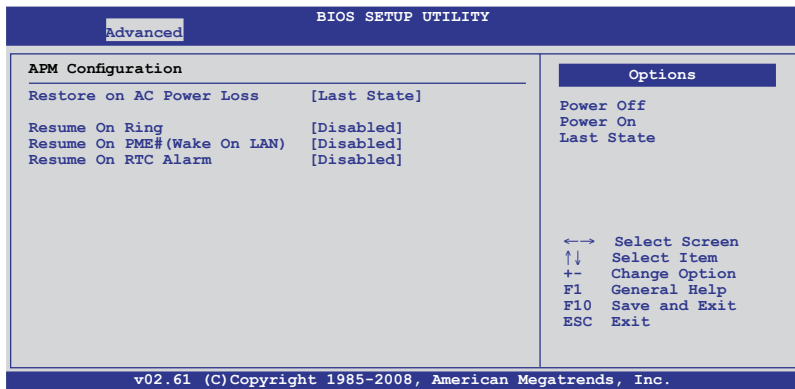 BIOS SETUP UTILITY
Advanced
APM Configuration
Restore on AC Power Loss [Last State]
Resume On Ring [Disabled]
Resume On PME#(Wake On LAN) [Disabled]
Resume On RTC Alarm [Disabled]
Options
Power Off
Power On
Last State
←→ Select Screen
↑↓ Select Item
+- Change Option
F1 General Help
F10 Save and Exit
ESC Exit
v02.61 (C)Copyright 1985-2008, American Megatrends, Inc.